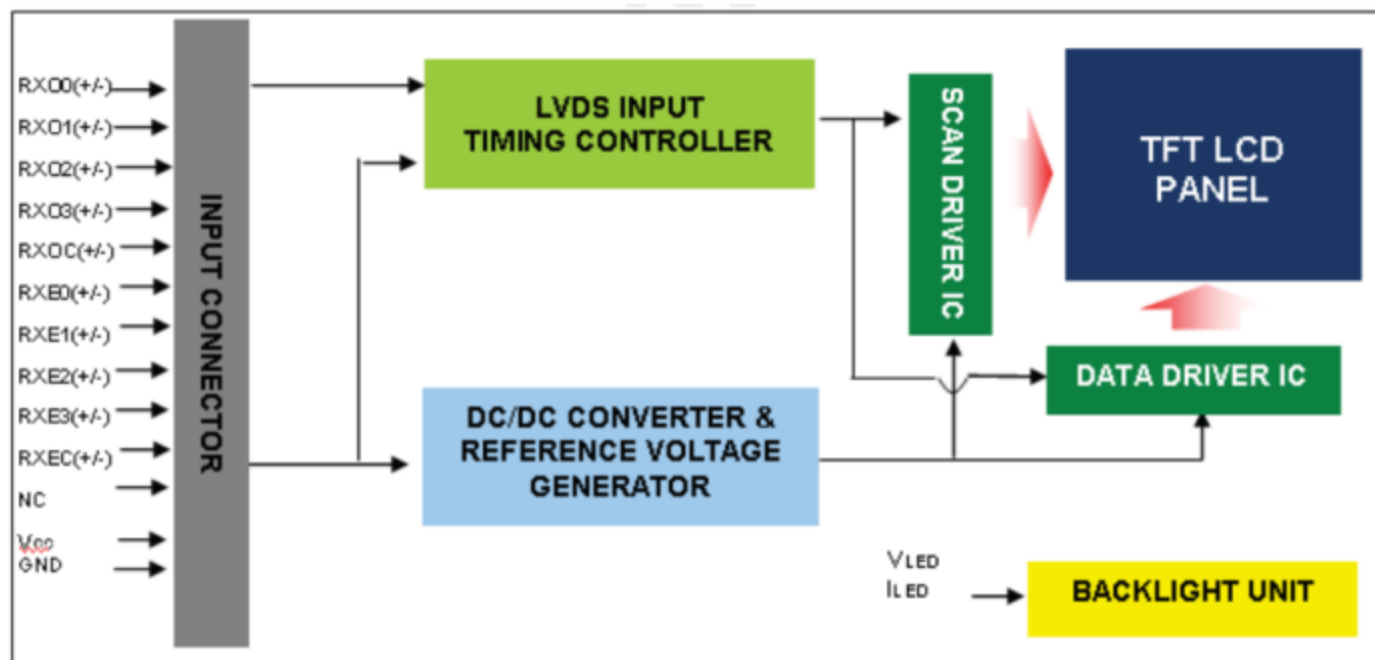 RXO0(+/-)
RXO1(+/-)
RXO2(+/-)
RXO3(+/-)
RXOC(+/-)
RXE0(+/-)
RXE1(+/-)
RXE2(+/-)
RXE3(+/-)
RXEC(+/-)
NC
Vcc
GND
INPUT CONNECTOR
LVDS INPUT
TIMING CONTROLLER
DC/DC CONVERTER &
REFERENCE VOLTAGE
GENERATOR
SCAN DRIVER IC
TFT LCD
PANEL
DATA DRIVER IC
VLED
ILED
BACKLIGHT UNIT